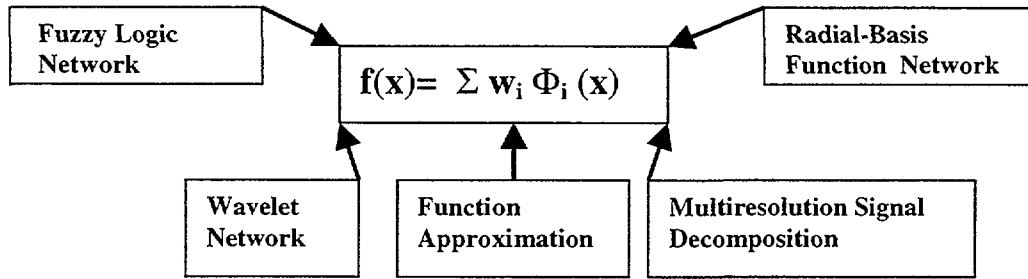 Fuzzy Logic
Network
Radial-Basis
Function Network
f(x)= Σ wᵢ Φᵢ (x)
Wavelet
Network
Function
Approximation
Multiresolution Signal
Decomposition